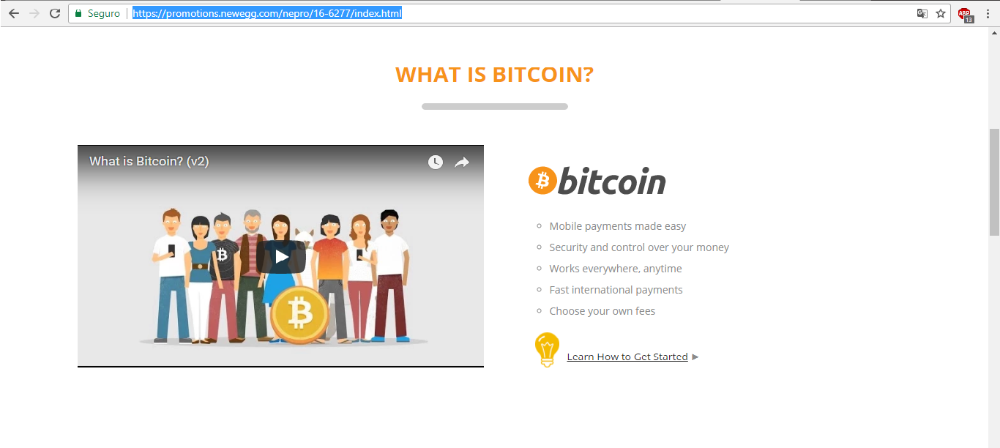 Seguro
https://promotions.newegg.com/nepro/16-6277/index.html
ABP
13
WHAT IS BITCOIN?
What is Bitcoin? (v2)
bitcoin
Mobile payments made easy
Security and control over your money
Works everywhere, anytime
Fast international payments
Choose your own fees
Learn How to Get Started